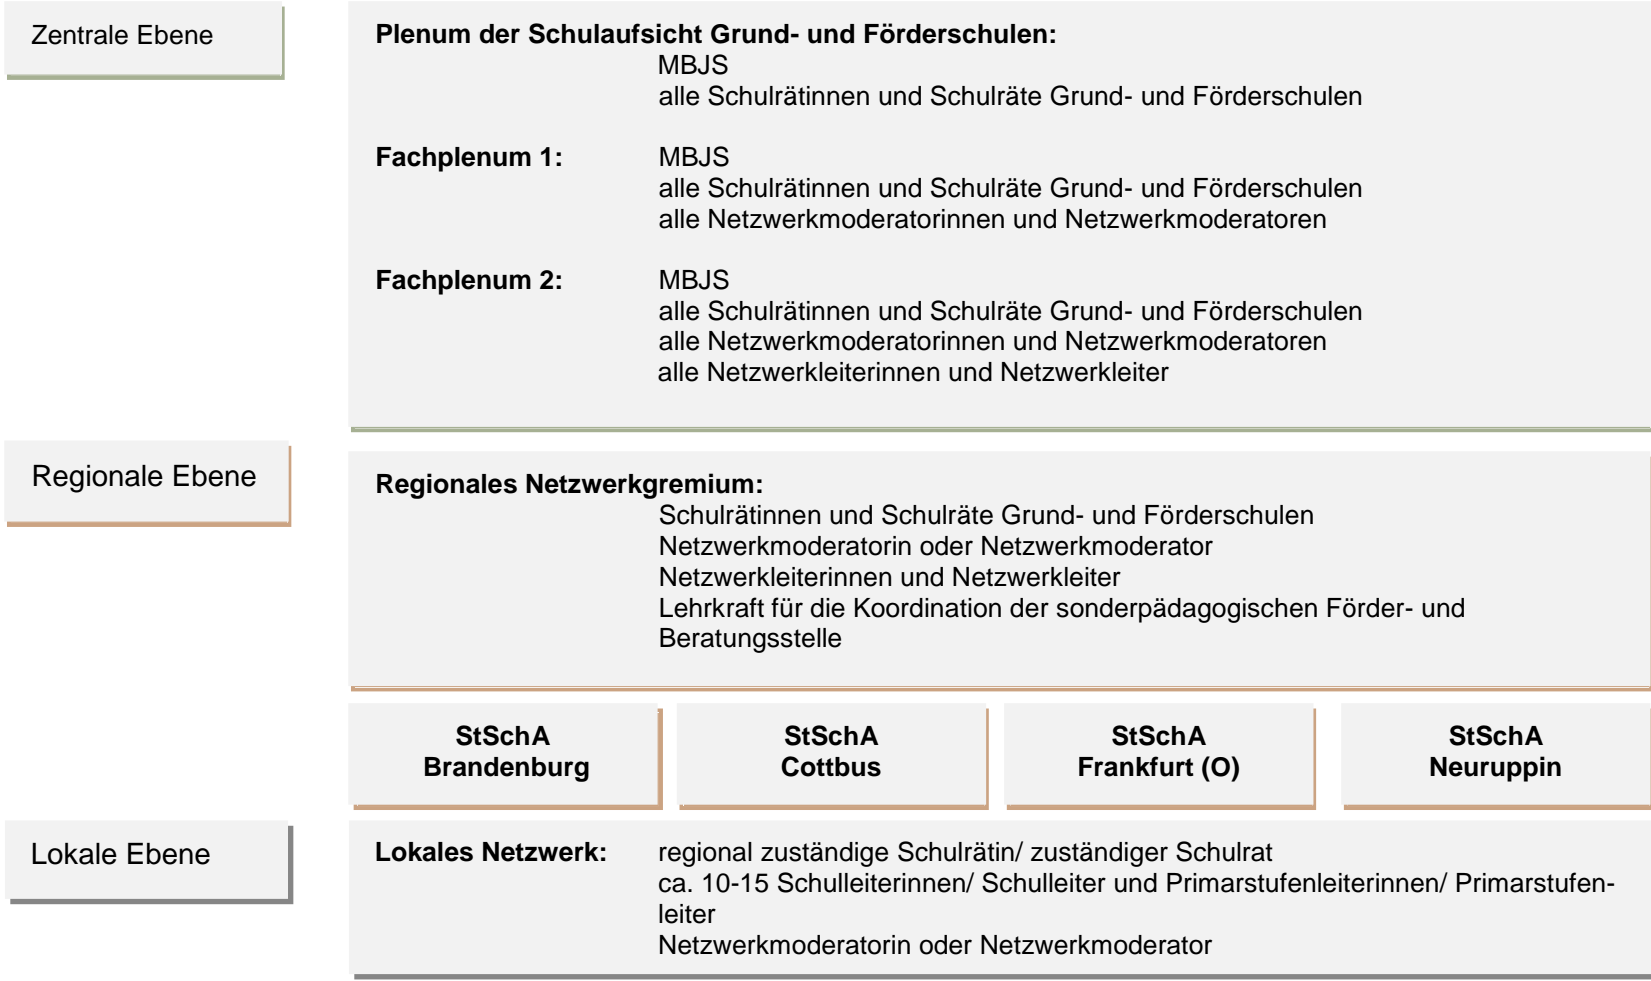 Zentrale Ebene
Plenum der Schulaufsicht Grund- und Förderschulen:
MBJS
alle Schulrätinnen und Schulräte Grund- und Förderschulen
Fachplenum 1: MBJS
alle Schulrätinnen und Schulräte Grund- und Förderschulen
alle Netzwerkmoderatorinnen und Netzwerkmoderatoren
Fachplenum 2: MBJS
alle Schulrätinnen und Schulräte Grund- und Förderschulen
alle Netzwerkmoderatorinnen und Netzwerkmoderatoren
alle Netzwerkleiterinnen und Netzwerkleiter
Regionale Ebene
Regionales Netzwerkgremium:
Schulrätinnen und Schulräte Grund- und Förderschulen
Netzwerkmoderatorin oder Netzwerkmoderator
Netzwerkleiterinnen und Netzwerkleiter
Lehrkraft für die Koordination der sonderpädagogischen Förder- und
Beratungsstelle
StSchA
Brandenburg
StSchA
Cottbus
StSchA
Frankfurt (O)
StSchA
Neuruppin
Lokale Ebene
Lokales Netzwerk: regional zuständige Schulrätin/ zuständiger Schulrat
ca. 10-15 Schulleiterinnen/ Schulleiter und Primarstufenleiterinnen/ Primarstufen-
leiter
Netzwerkmoderatorin oder Netzwerkmoderator